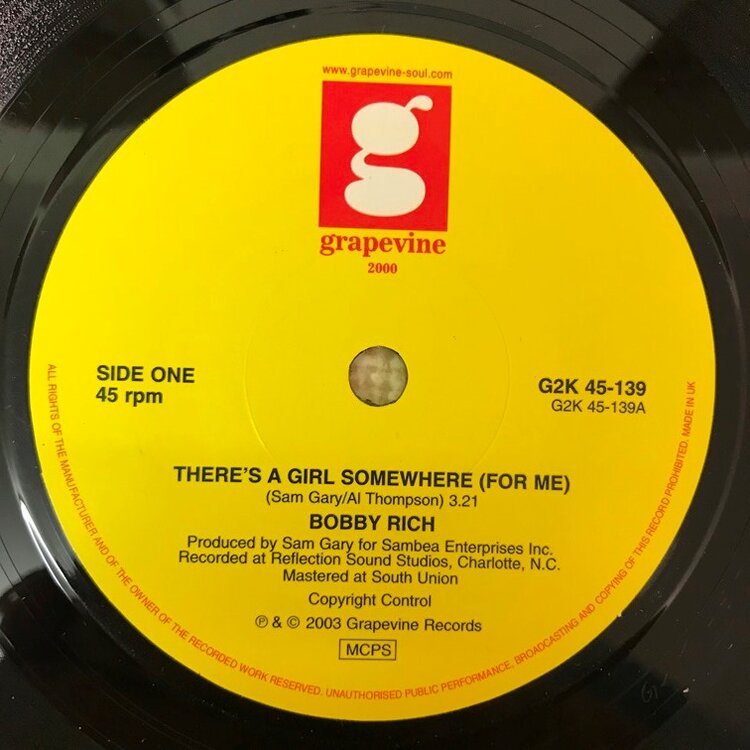 www.grapevine-soul.com
g
grapevine
2000
SIDE ONE
45 rpm
G2K 45-139
G2K 45-139A
THERE'S A GIRL SOMEWHERE (FOR ME)
(Sam Gary/Al Thompson) 3.21
BOBBY RICH
Produced by Sam Gary for Sambea Enterprises Inc.
Recorded at Reflection Sound Studios, Charlotte, N.C.
Mastered at South Union
Copyright Control
℗ & © 2003 Grapevine Records
MCPS
ALL RIGHTS OF THE MANUFACTURER AND OF THE OWNER OF THE RECORDED WORK RESERVED. UNAUTHORISED PUBLIC PERFORMANCE, BROADCASTING AND COPYING OF THIS RECORD PROHIBITED. MADE IN UK